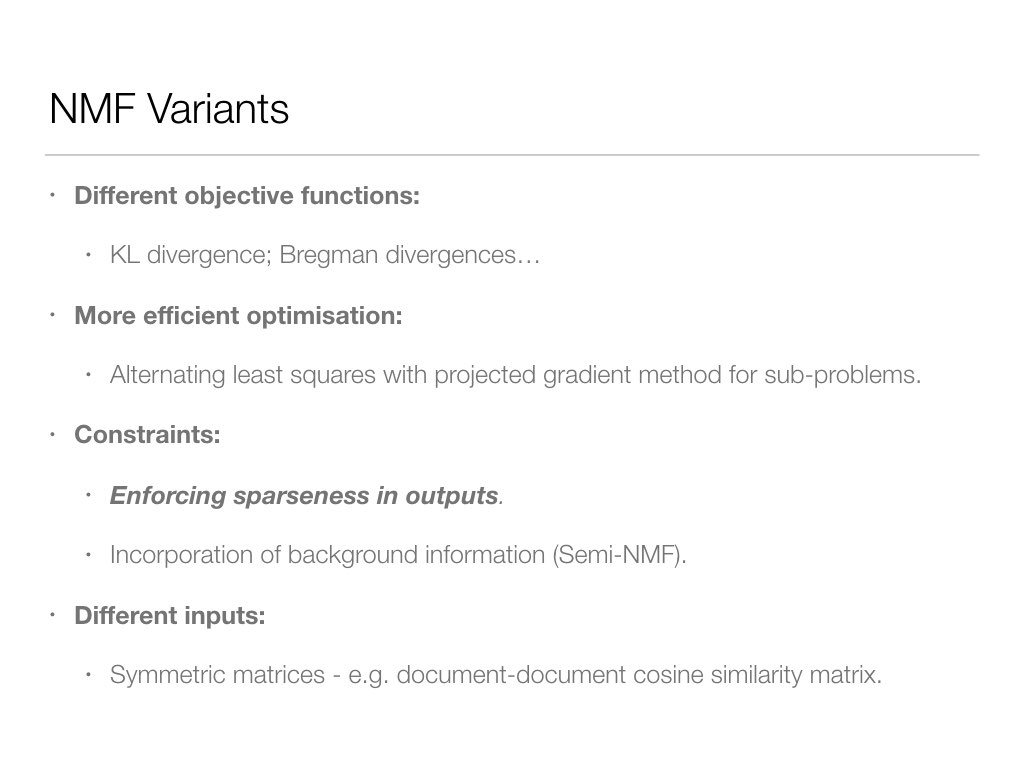 NMF Variants
• Different objective functions:
• KL divergence; Bregman divergences…
• More efficient optimisation:
• Alternating least squares with projected gradient method for sub-problems.
• Constraints:
• Enforcing sparseness in outputs.
• Incorporation of background information (Semi-NMF).
• Different inputs:
• Symmetric matrices - e.g. document-document cosine similarity matrix.